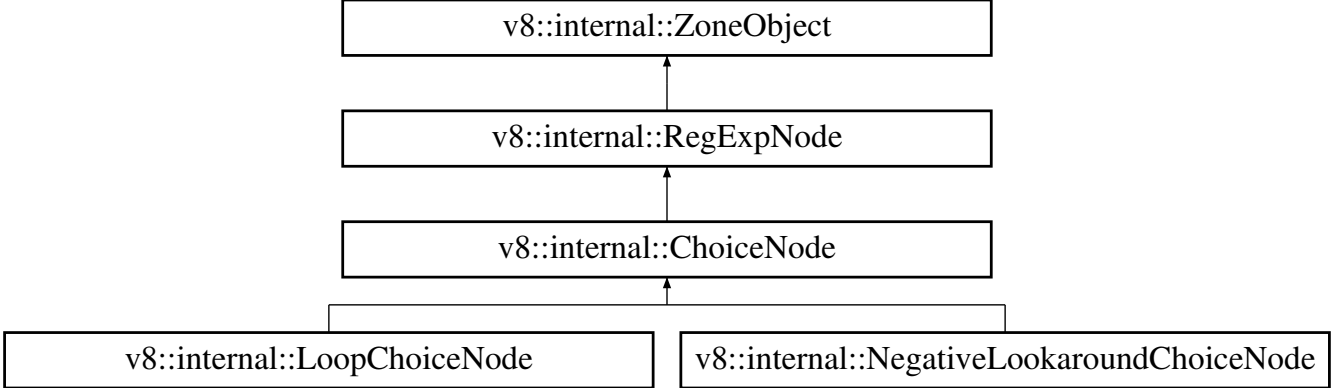 v8::internal::ZoneObject
v8::internal::RegExpNode
v8::internal::ChoiceNode
v8::internal::LoopChoiceNode
v8::internal::NegativeLookaroundChoiceNode